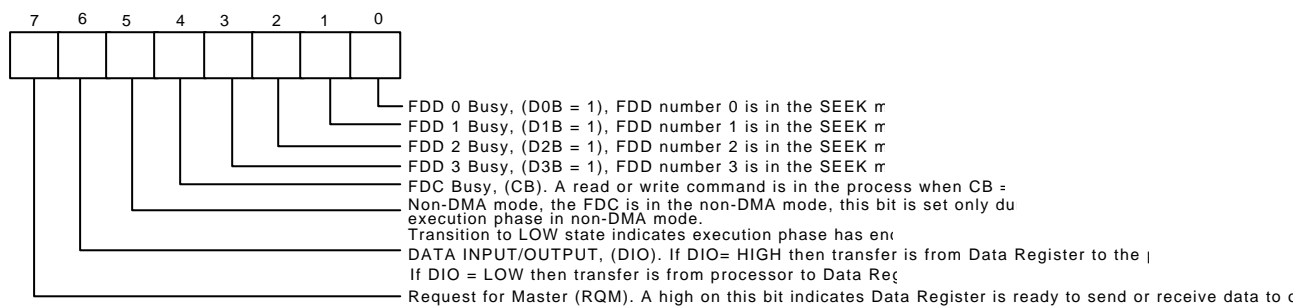 7 6 5 4 3 2 1 0
FDD 0 Busy, (D0B = 1), FDD number 0 is in the SEEK
FDD 1 Busy, (D1B = 1), FDD number 1 is in the SEEK
FDD 2 Busy, (D2B = 1), FDD number 2 is in the SEEK
FDD 3 Busy, (D3B = 1), FDD number 3 is in the SEEK
FDC Busy, (CB). A read or write command is in the process when CB =
Non-DMA mode, the FDC is in the non-DMA mode, this bit is set only
execution phase in non-DMA mode.
Transition to LOW state indicates execution phase has
DATA INPUT/OUTPUT, (DIO). If DIO= HIGH then transfer is from Data Register to the
If DIO = LOW then transfer is from processor to Data
Request for Master (RQM). A high on this bit indicates Data Register is ready to send or receive data to